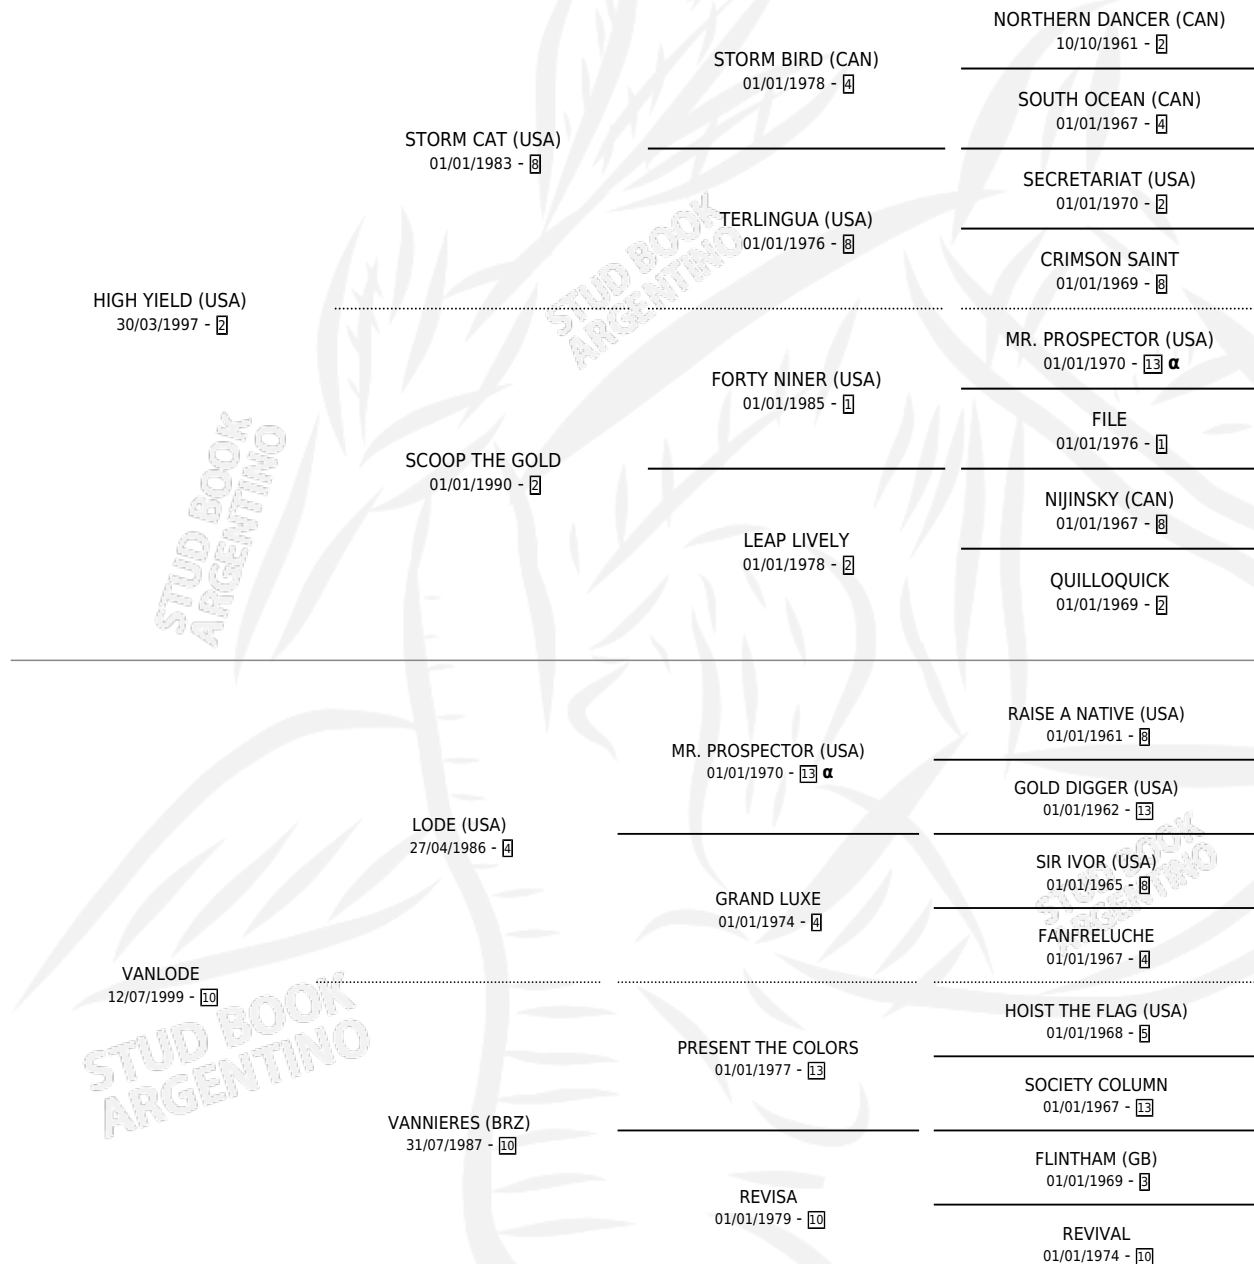 NORTHERN DANCER (CAN)
10/10/1961 - 2
STORM BIRD (CAN)
01/01/1978 - 4
SOUTH OCEAN (CAN)
01/01/1967 - 4
STORM CAT (USA)
01/01/1983 - 8
SECRETARIAT (USA)
01/01/1970 - 2
TERLINGUA (USA)
01/01/1976 - 8
CRIMSON SAINT
01/01/1969 - 8
HIGH YIELD (USA)
30/03/1997 - 2
STUD BOOK
ARGENTINO
MR. PROSPECTOR (USA)
01/01/1970 - 13 α
FORTY NINER (USA)
01/01/1985 - 1
FILE
01/01/1976 - 1
SCOOP THE GOLD
01/01/1990 - 2
NIJINSKY (CAN)
01/01/1967 - 8
LEAP LIVELY
01/01/1978 - 2
QUILLOQUICK
01/01/1969 - 2
STUD BOOK
ARGENTINO
RAISE A NATIVE (USA)
01/01/1961 - 8
MR. PROSPECTOR (USA)
01/01/1970 - 13 α
GOLD DIGGER (USA)
01/01/1962 - 13
LODE (USA)
27/04/1986 - 4
SIR IVOR (USA)
01/01/1965 - 8
GRAND LUXE
01/01/1974 - 4
FANFRELUCHE
01/01/1967 - 4
STUD BOOK
ARGENTINO
VANLODE
12/07/1999 - 10
HOIST THE FLAG (USA)
01/01/1968 - 5
PRESENT THE COLORS
01/01/1977 - 13
SOCIETY COLUMN
01/01/1967 - 13
STUD BOOK
ARGENTINO
VANNIERES (BRZ)
31/07/1987 - 10
FLINTHAM (GB)
01/01/1969 - 3
REVISA
01/01/1979 - 10
REVIVAL
01/01/1974 - 10